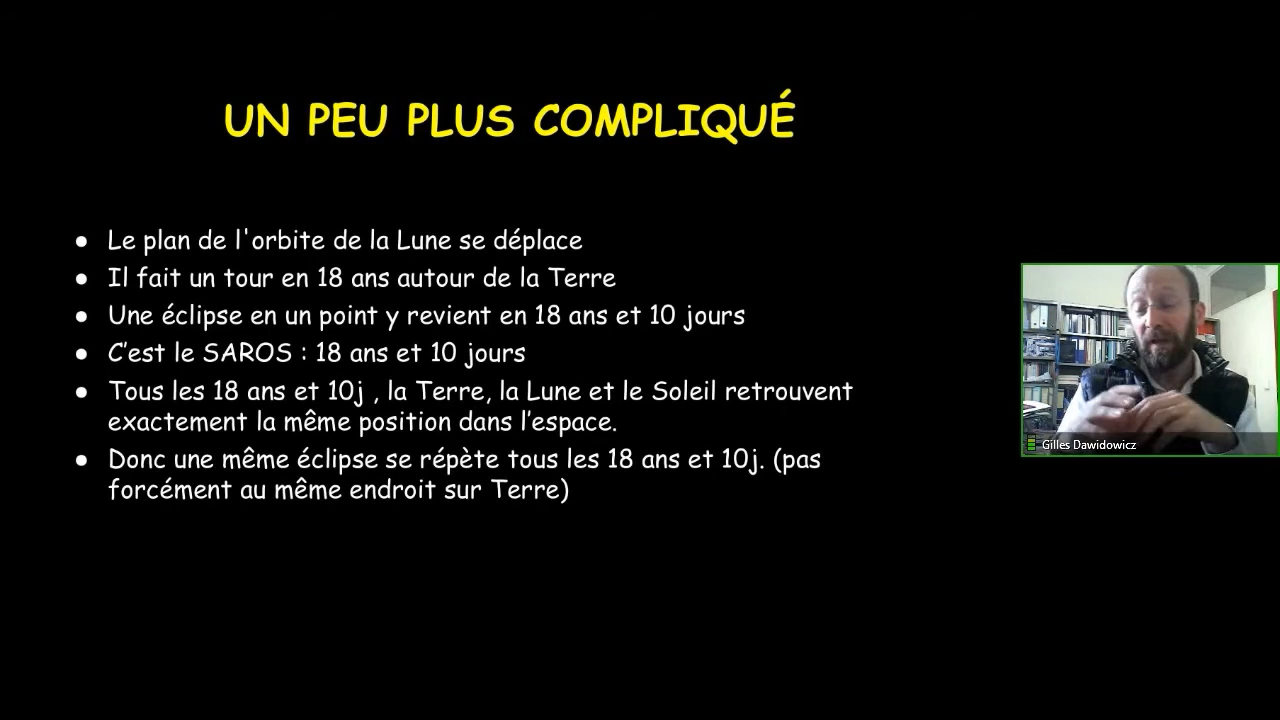 UN PEU PLUS COMPLIQUÉ
● Le plan de l'orbite de la Lune se déplace
● Il fait un tour en 18 ans autour de la Terre
● Une éclipse en un point y revient en 18 ans et 10 jours
● C’est le SAROS : 18 ans et 10 jours
● Tous les 18 ans et 10j , la Terre, la Lune et le Soleil retrouvent
exactement la même position dans l’espace.
● Donc une même éclipse se répète tous les 18 ans et 10j. (pas
forcément au même endroit sur Terre)
Gilles Dawidowicz